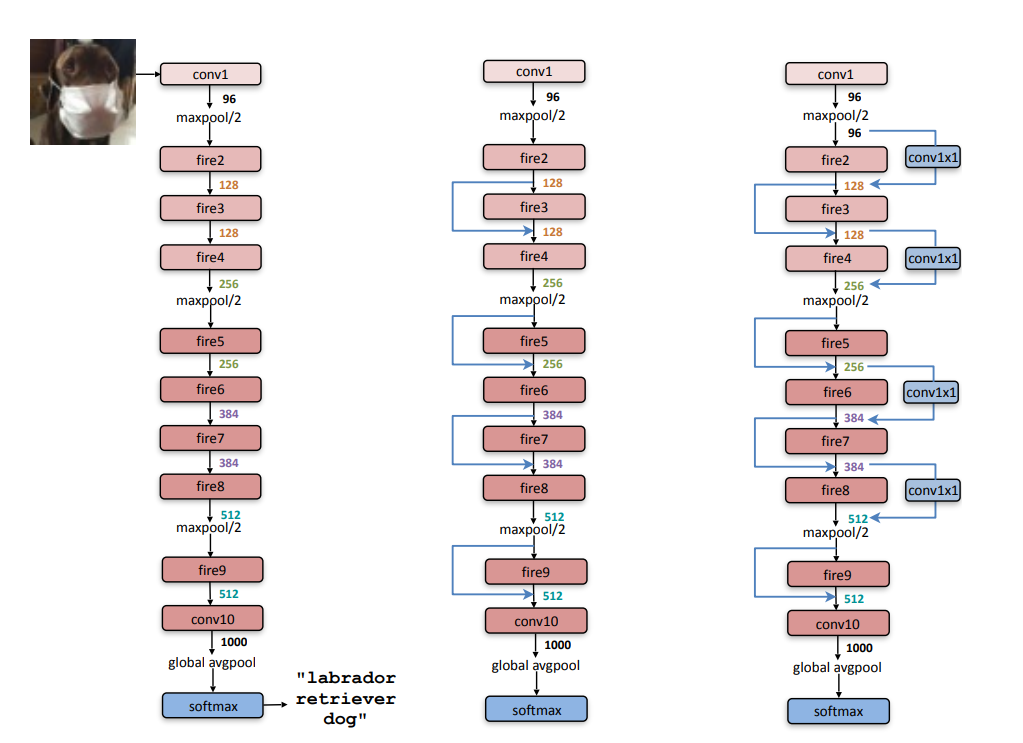 conv1
96
maxpool/2
fire2
128
fire3
128
fire4
256
maxpool/2
fire5
256
fire6
384
fire7
384
fire8
512
maxpool/2
fire9
512
conv10
1000
global avgpool
softmax
"labrador
retriever
dog"
conv1
96
maxpool/2
fire2
128
fire3
128
fire4
256
maxpool/2
fire5
256
fire6
384
fire7
384
fire8
512
maxpool/2
fire9
512
conv10
1000
global avgpool
softmax
conv1
96
maxpool/2
96
fire2
conv1x1
128
fire3
128
fire4
conv1x1
256
maxpool/2
fire5
256
fire6
conv1x1
384
fire7
384
fire8
conv1x1
512
maxpool/2
fire9
512
conv10
1000
global avgpool
softmax